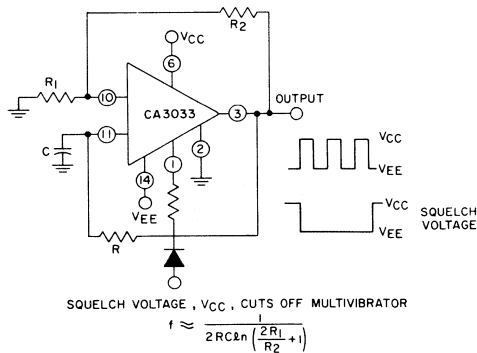 R2
VCC
6
R1
10
CA3033
3
OUTPUT
11
C
1
2
14
VEE
R
VCC
VEE
VCC
VEE
SQUELCH
VOLTAGE
SQUELCH VOLTAGE, VCC, CUTS OFF MULTIVIBRATOR
f ≈ 1 / 2RCℓn (2R1/R2 + 1)